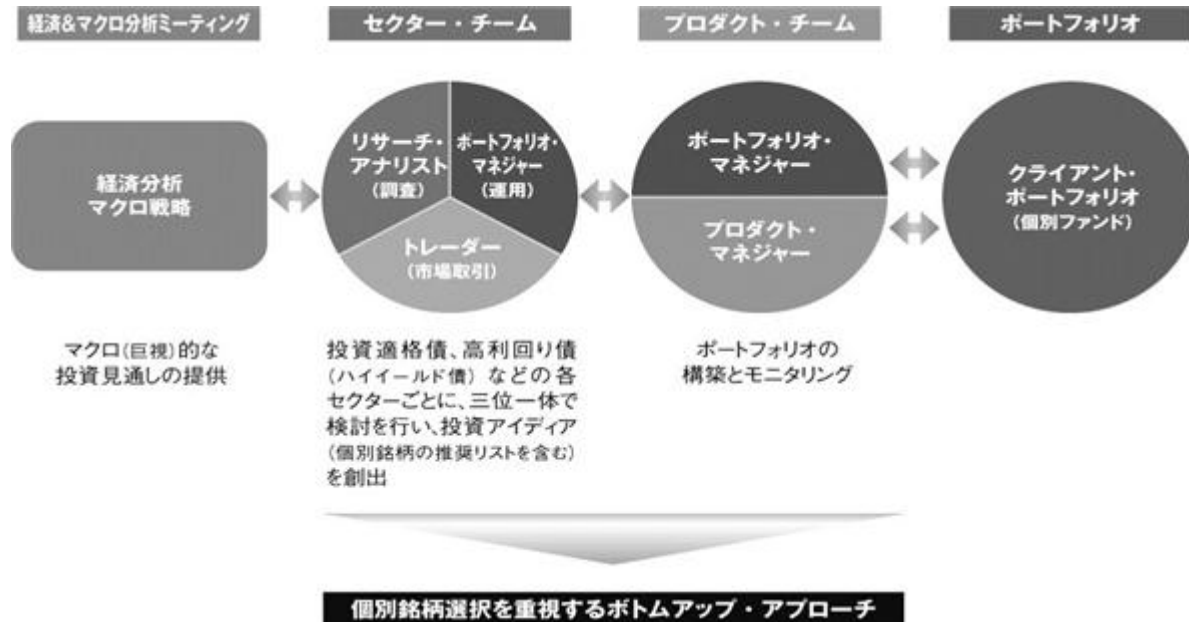 経済&マクロ分析ミーティング
経済分析
マクロ戦略
マクロ(巨視)的な
投資見通しの提供
セクター・チーム
リサーチ・
アナリスト
(調査)
ポートフォリオ・
マネジャー
(運用)
トレーダー
(市場取引)
投資適格債、高利回り債
(ハイイールド債)などの各
セクターごとに、三位一体で
検討を行い、投資アイディア
(個別銘柄の推奨リストを含む)
を創出
プロダクト・チーム
ポートフォリオ・
マネジャー
プロダクト・
マネジャー
ポートフォリオの
構築とモニタリング
ポートフォリオ
クライアント・
ポートフォリオ
(個別ファンド)
個別銘柄選択を重視するボトムアップ・アプローチ